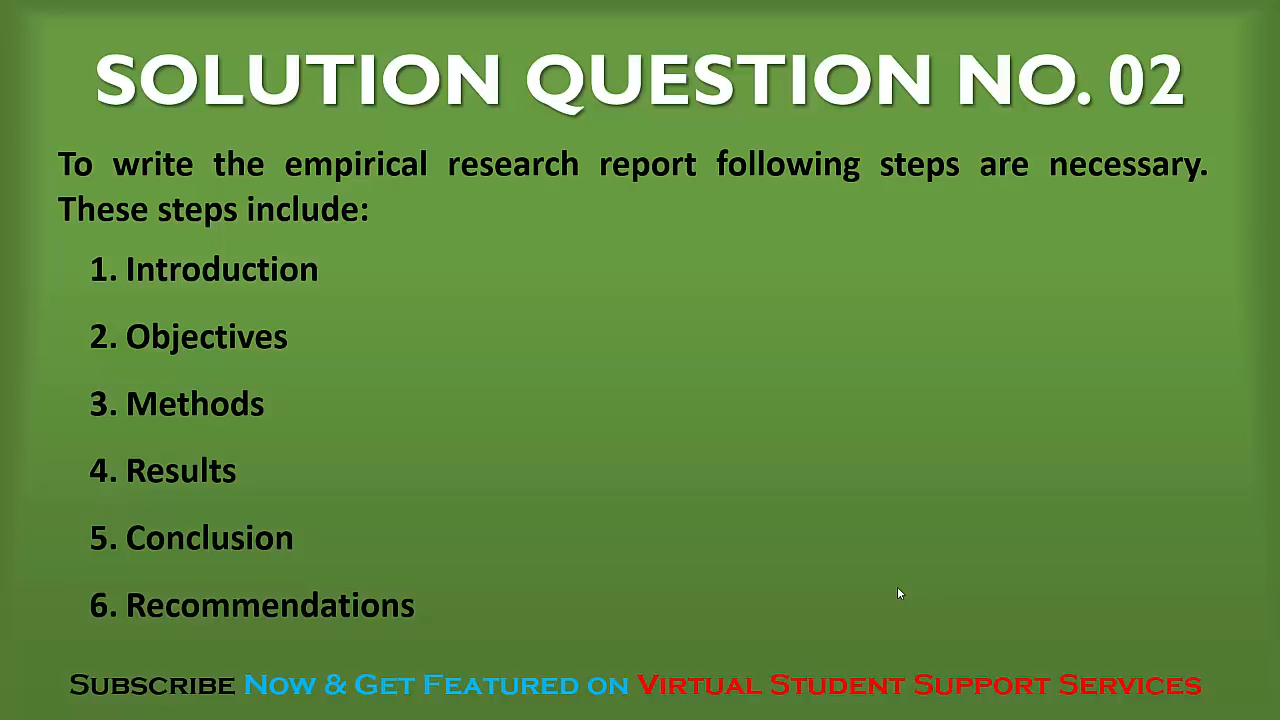 SOLUTION QUESTION NO. 02
To write the empirical research report following steps are necessary.
These steps include:
1. Introduction
2. Objectives
3. Methods
4. Results
5. Conclusion
6. Recommendations
Subscribe Now & Get Featured on Virtual Student Support Services